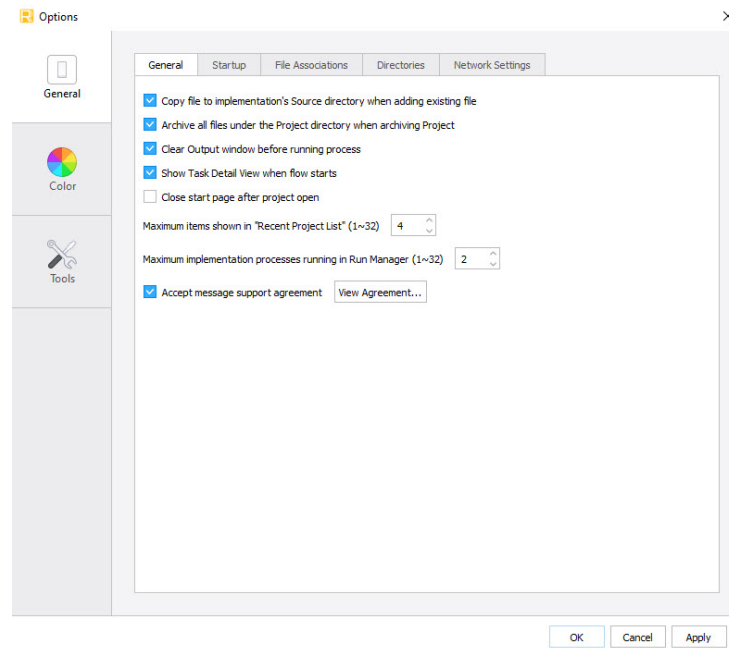 Options
General
Color
Tools
General Startup File Associations Directories Network Settings
Copy file to implementation's Source directory when adding existing file
Archive all files under the Project directory when archiving Project
Clear Output window before running process
Show Task Detail View when flow starts
Close start page after project open
Maximum items shown in "Recent Project List" (1~32) 4
Maximum implementation processes running in Run Manager (1~32) 2
Accept message support agreement View Agreement...
OK Cancel Apply